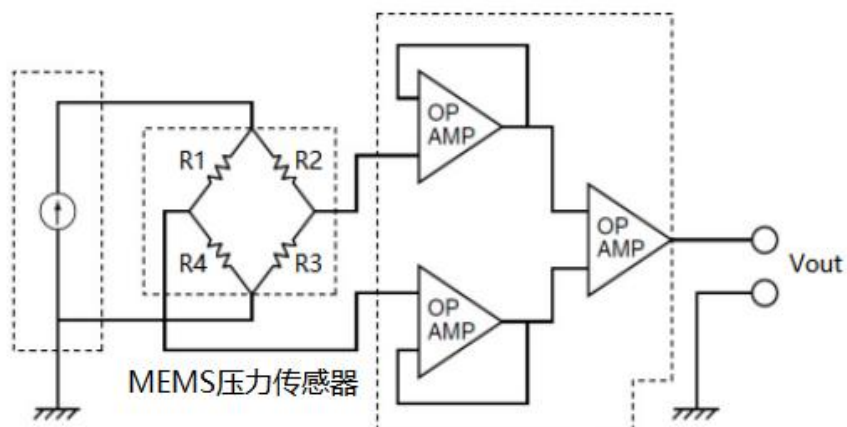 OP
AMP
R1 R2
R4 R3
OP
AMP
OP
AMP
Vout
MEMS压力传感器